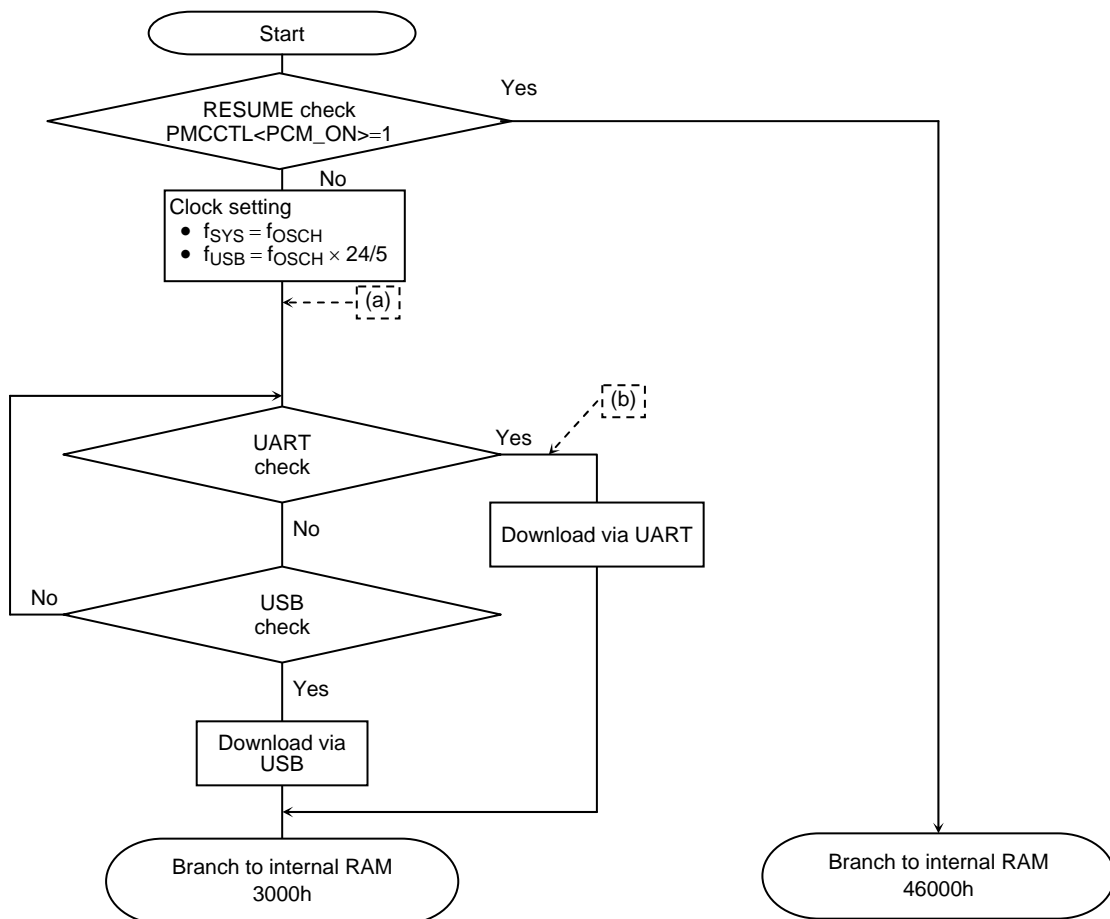 Start
Yes
RESUME check
PMCCTL<PCM_ON>=1
No
Clock setting
• fSYS = fOSCH
• fUSB = fOSCH × 24/5
(a)
(b)
Yes
UART
check
No
Download via UART
No
USB
check
Yes
Download via
USB
Branch to internal RAM
3000h
Branch to internal RAM
46000h